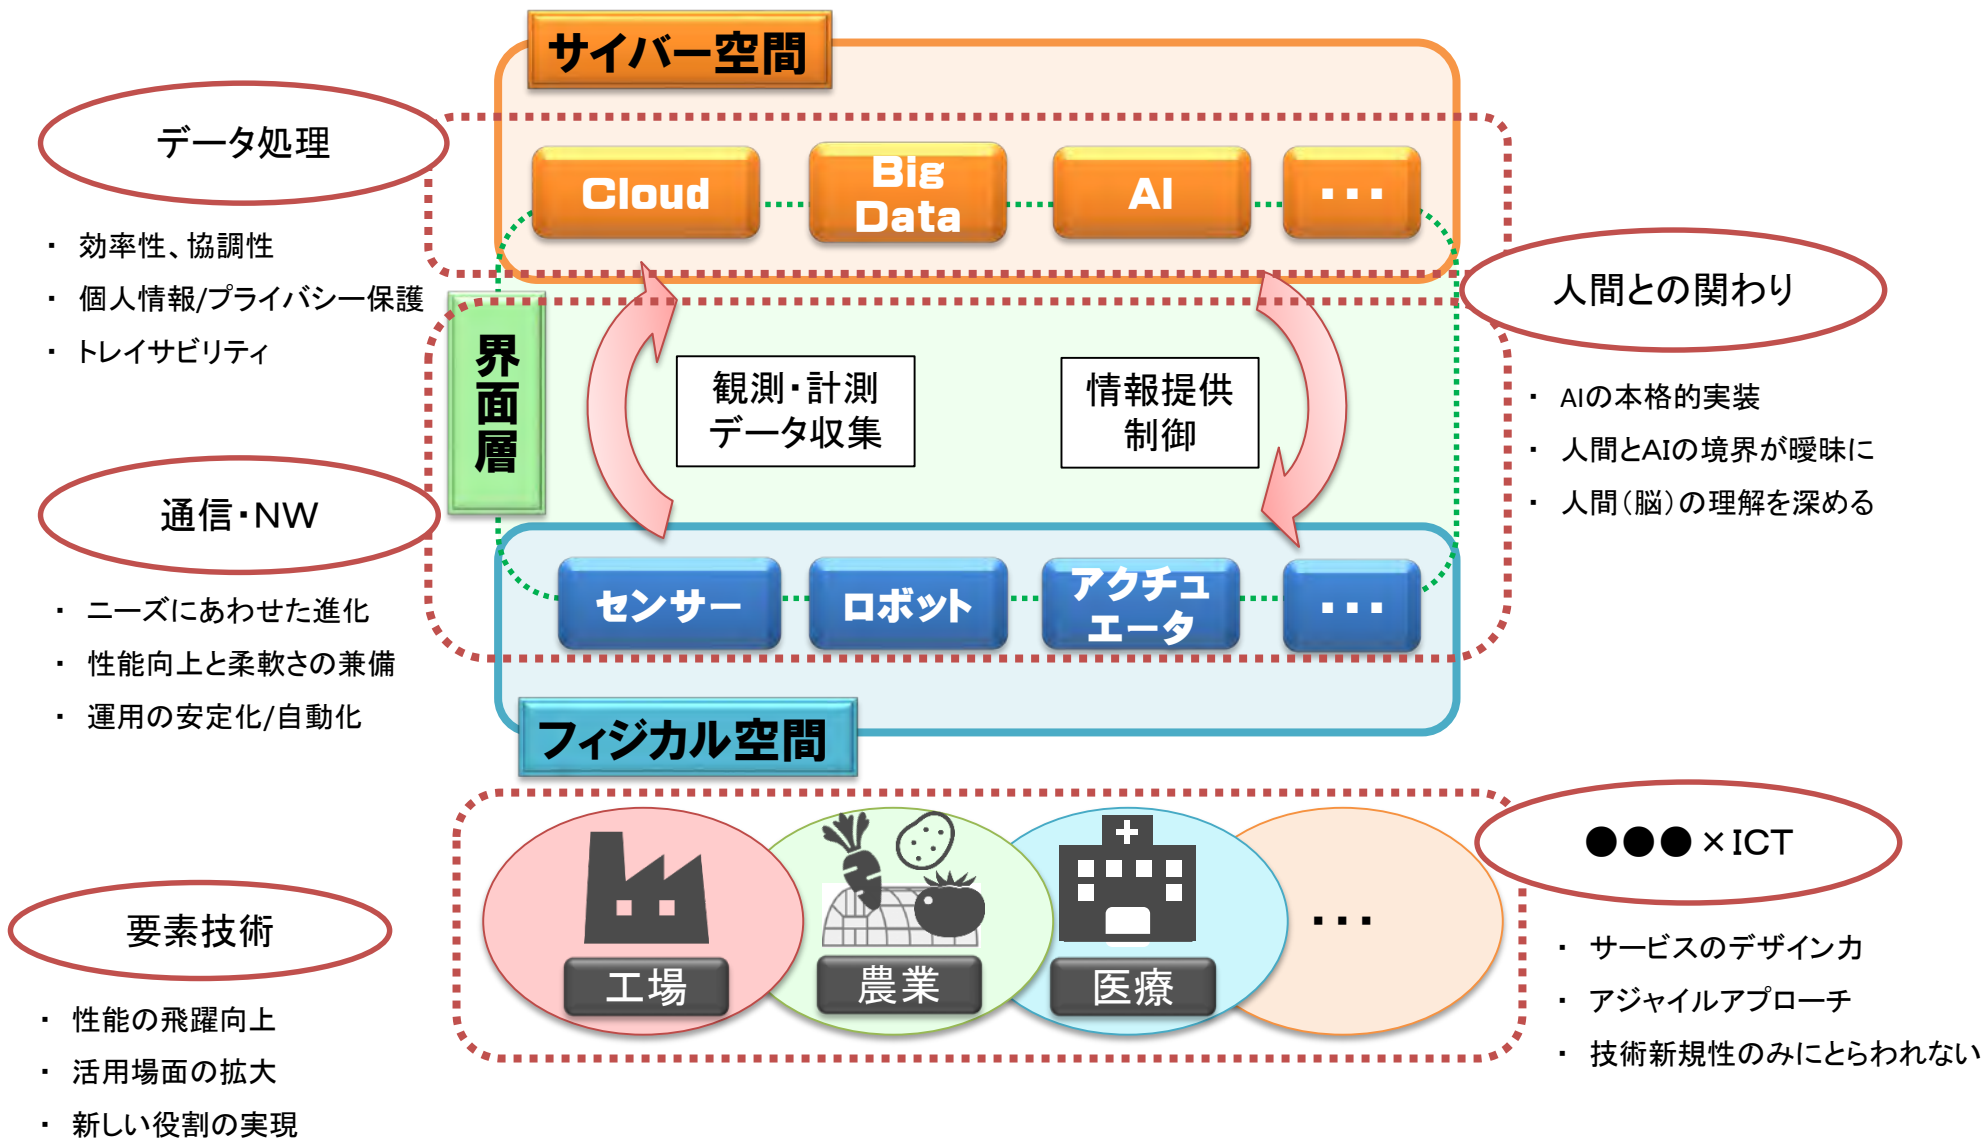 サイバー空間
データ処理
・ 効率性、協調性
・ 個人情報/プライバシー保護
・ トレイサビリティ
Cloud
Big
Data
AI
・・・
人間との関わり
・ AIの本格的実装
・ 人間とAIの境界が曖昧に
・ 人間(脳)の理解を深める
界
面
層
観測・計測
データ収集
情報提供
制御
通信・NW
・ ニーズにあわせた進化
・ 性能向上と柔軟さの兼備
・ 運用の安定化/自動化
センサー
ロボット
アクチュ
エータ
・・・
フィジカル空間
要素技術
・ 性能の飛躍向上
・ 活用場面の拡大
・ 新しい役割の実現
工場
農業
医療
・・・
●●●×ICT
・ サービスのデザイン力
・ アジャイルアプローチ
・ 技術新規性のみにとらわれない